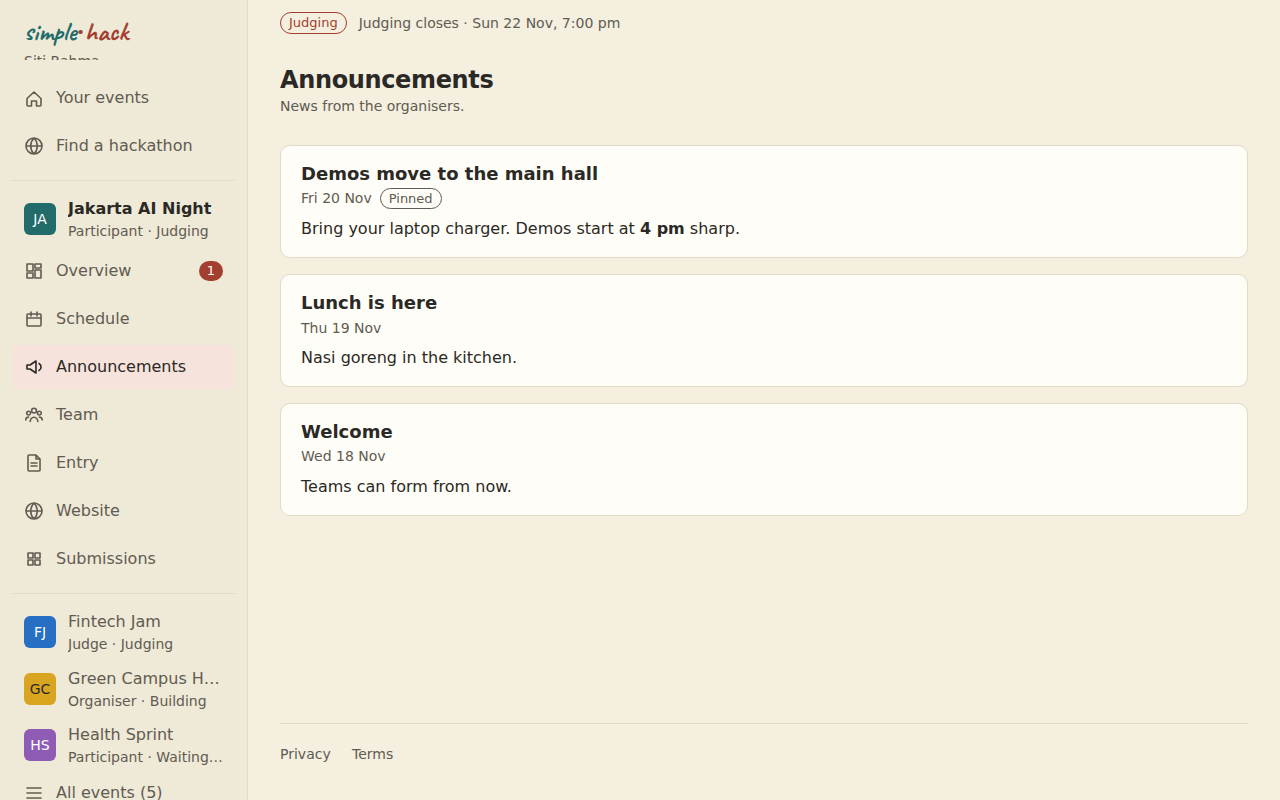 simple·hack
Siti Rahma
Your events
Find a hackathon
JA
Jakarta AI Night
Participant · Judging
Overview
1
Schedule
Announcements
Team
Entry
Website
Submissions
FJ
Fintech Jam
Judge · Judging
GC
Green Campus H…
Organiser · Building
HS
Health Sprint
Participant · Waiting…
All events (5)
Judging
Judging closes · Sun 22 Nov, 7:00 pm
Announcements
News from the organisers.
Demos move to the main hall
Fri 20 Nov Pinned
Bring your laptop charger. Demos start at 4 pm sharp.
Lunch is here
Thu 19 Nov
Nasi goreng in the kitchen.
Welcome
Wed 18 Nov
Teams can form from now.
Privacy Terms